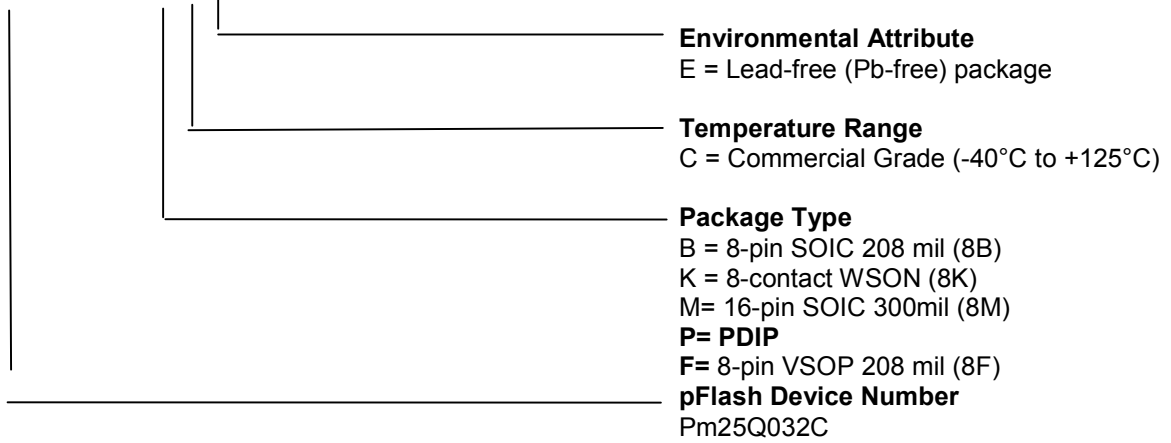 Environmental Attribute
E = Lead-free (Pb-free) package
Temperature Range
C = Commercial Grade (-40°C to +125°C)
Package Type
B = 8-pin SOIC 208 mil (8B)
K = 8-contact WSON (8K)
M= 16-pin SOIC 300mil (8M)
P= PDIP
F= 8-pin VSOP 208 mil (8F)
pFlash Device Number
Pm25Q032C